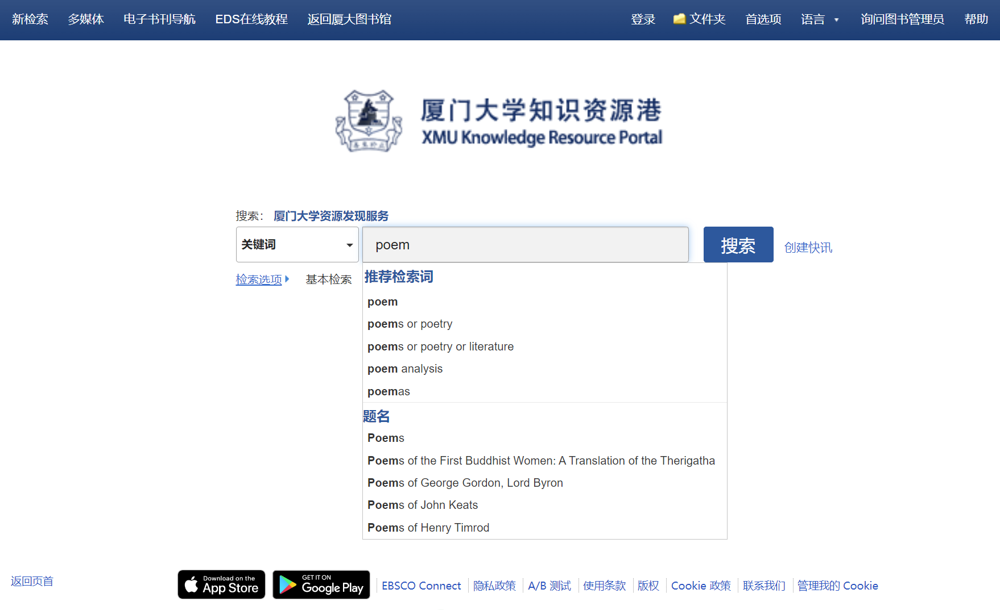 新检索 多媒体 电子书刊导航 EDS在线教程 返回厦大图书馆 登录 文件夹 首选项 语言 询问图书管理员 帮助
厦门大学知识资源港
XMU Knowledge Resource Portal
搜索: 厦门大学资源发现服务
关键词 poem 搜索 创建快讯
检索选项 基本检索
推荐检索词
poem
poems or poetry
poems or poetry or literature
poem analysis
poemas
题名
Poems
Poems of the First Buddhist Women: A Translation of the Therigatha
Poems of George Gordon, Lord Byron
Poems of John Keats
Poems of Henry Timrod
返回页首
Download on the
App Store
GET IT ON
Google Play
EBSCO Connect 隐私政策 A/B 测试 使用条款 版权 Cookie 政策 联系我们 管理我的 Cookie